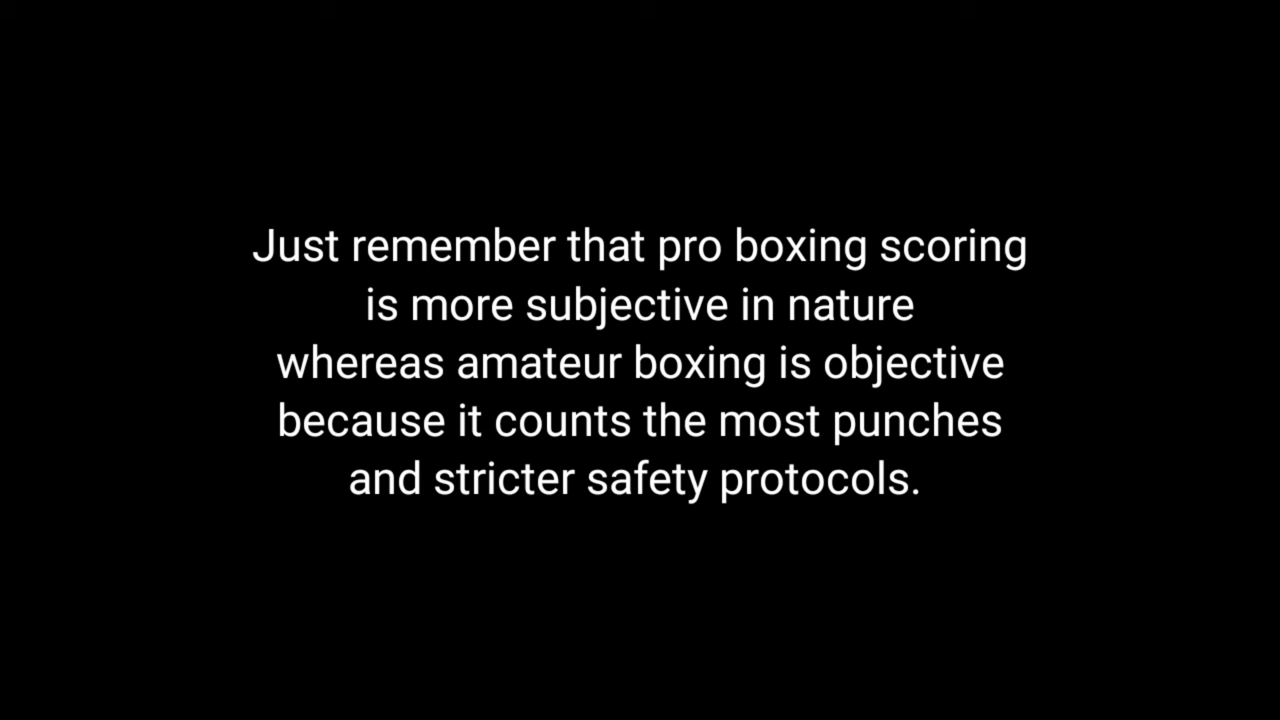 Just remember that pro boxing scoring
is more subjective in nature
whereas amateur boxing is objective
because it counts the most punches
and stricter safety protocols.